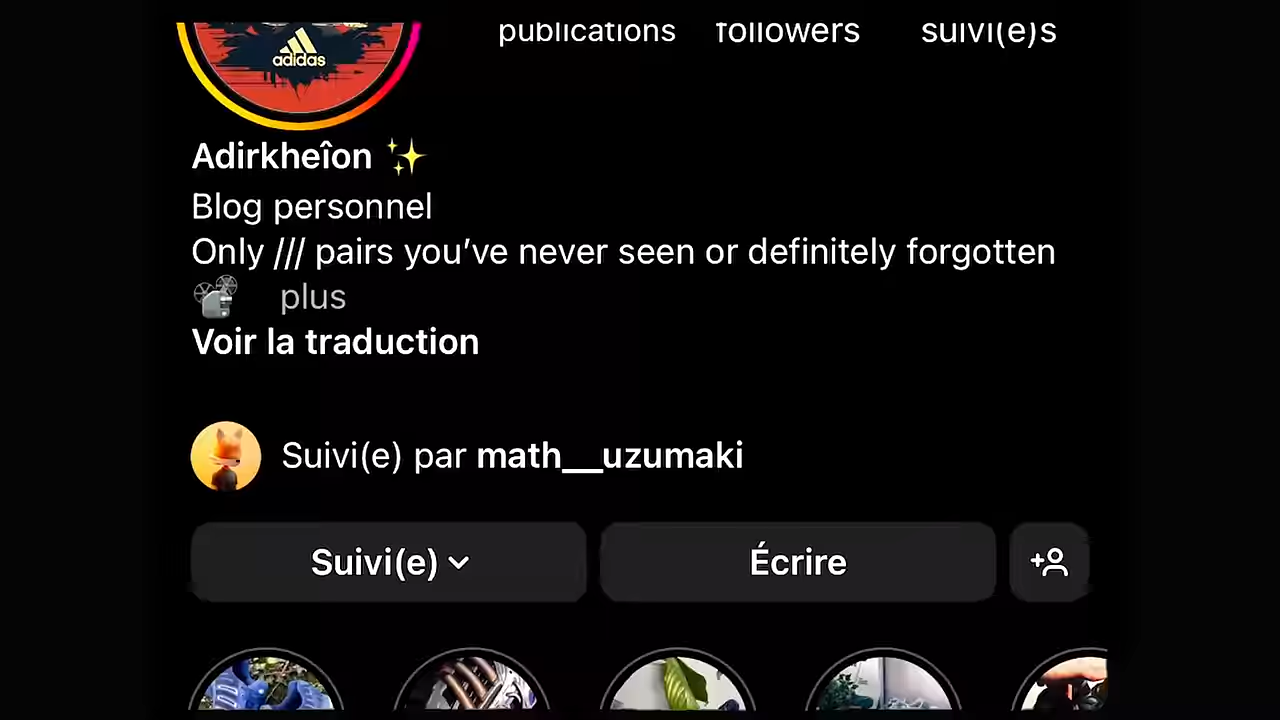 adidas
publications followers suivi(e)s
Adirkheîon ✨
Blog personnel
Only /// pairs you’ve never seen or definitely forgotten
📽️ plus
Voir la traduction
Suivi(e) par math__uzumaki
Suivi(e)
Écrire